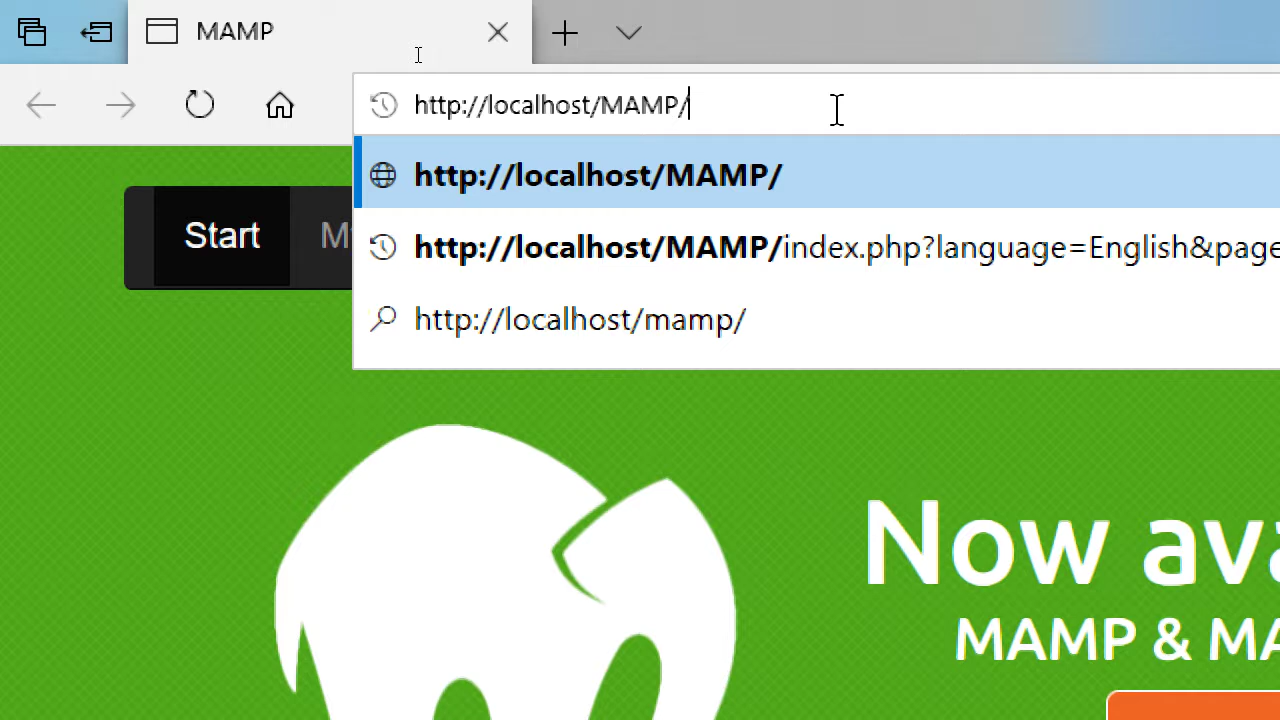 MAMP
http://localhost/MAMP/
http://localhost/MAMP/
http://localhost/MAMP/index.php?language=English&page
Start
http://localhost/mamp/
Now ava
MAMP & MA